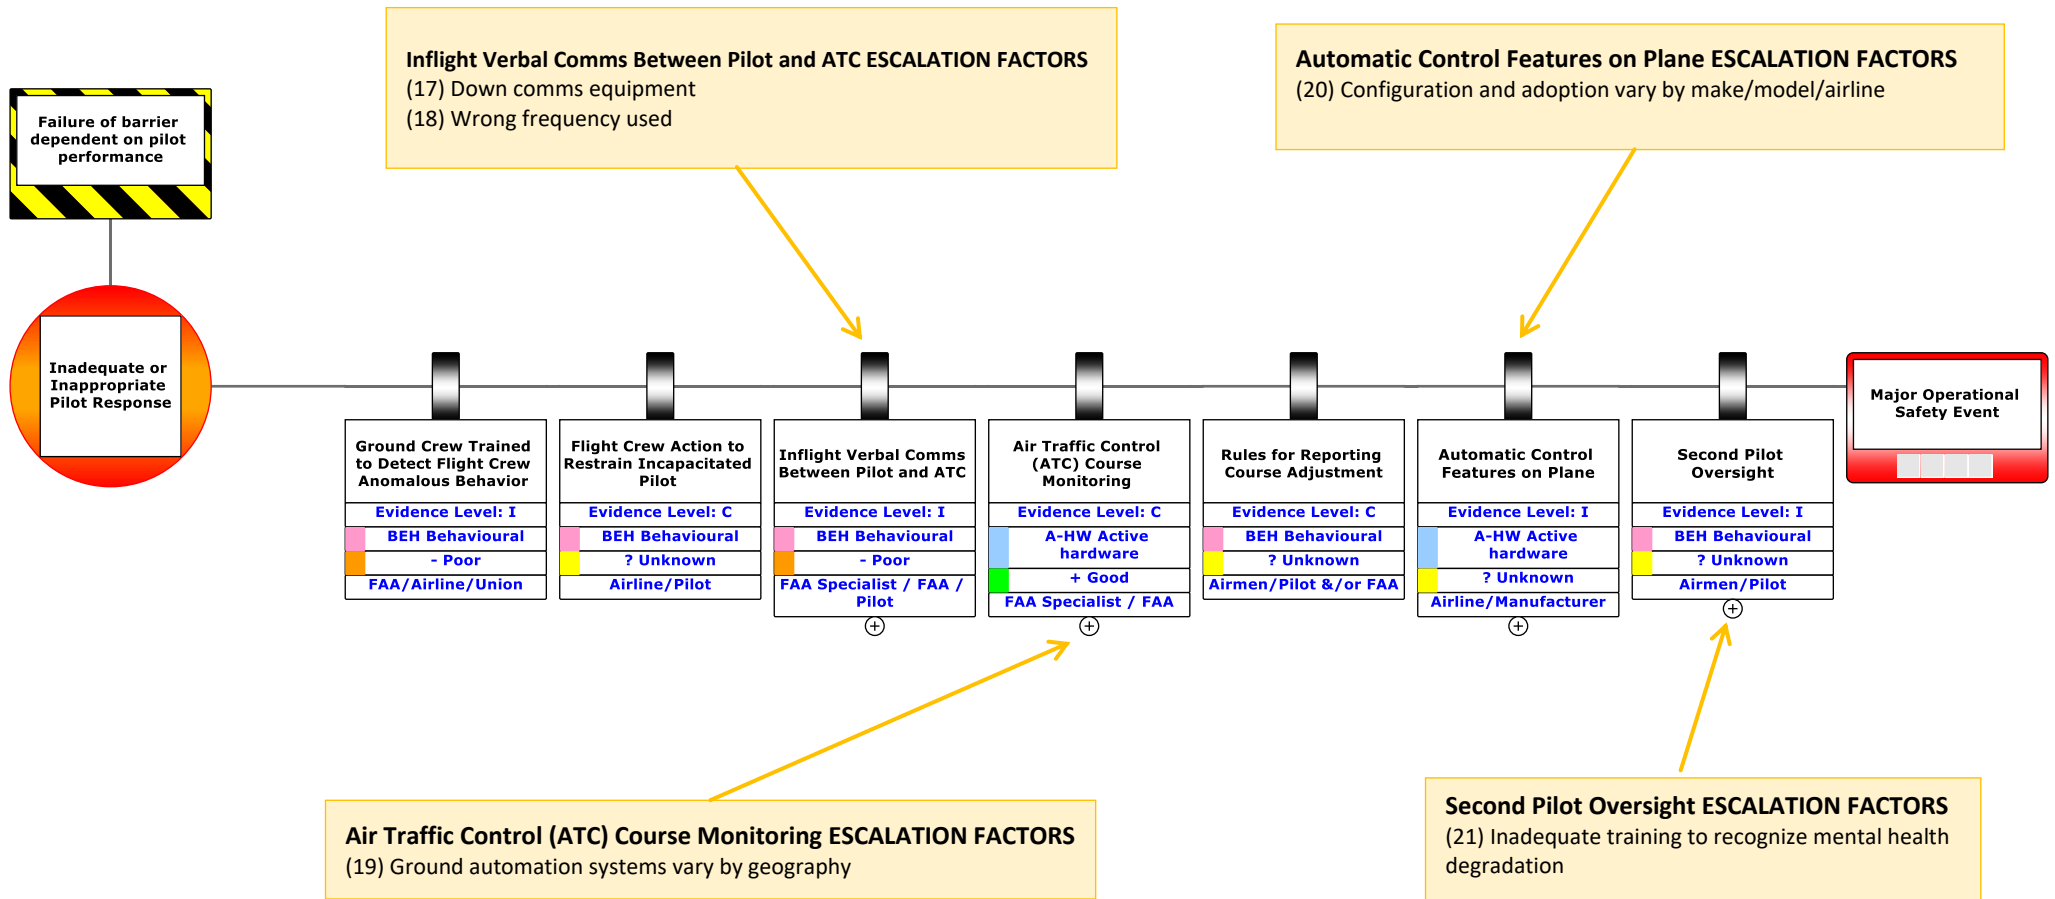 Inflight Verbal Comms Between Pilot and ATC ESCALATION FACTORS
(17) Down comms equipment
(18) Wrong frequency used
Automatic Control Features on Plane ESCALATION FACTORS
(20) Configuration and adoption vary by make/model/airline
Failure of barrier
dependent on pilot
performance
Inadequate or
Inappropriate
Pilot Response
Ground Crew Trained
to Detect Flight Crew
Anomalous Behavior
Evidence Level: I
BEH Behavioural
- Poor
FAA/Airline/Union
Flight Crew Action to
Restrain Incapacitated
Pilot
Evidence Level: C
BEH Behavioural
? Unknown
Airline/Pilot
Inflight Verbal Comms
Between Pilot and ATC
Evidence Level: I
BEH Behavioural
- Poor
FAA Specialist / FAA /
Pilot
Air Traffic Control
(ATC) Course
Monitoring
Evidence Level: C
A-HW Active
hardware
+ Good
FAA Specialist / FAA
Rules for Reporting
Course Adjustment
Evidence Level: C
BEH Behavioural
? Unknown
Airmen/Pilot &/or FAA
Automatic Control
Features on Plane
Evidence Level: I
A-HW Active
hardware
? Unknown
Airline/Manufacturer
Second Pilot
Oversight
Evidence Level: I
BEH Behavioural
? Unknown
Airmen/Pilot
Major Operational
Safety Event
Air Traffic Control (ATC) Course Monitoring ESCALATION FACTORS
(19) Ground automation systems vary by geography
Second Pilot Oversight ESCALATION FACTORS
(21) Inadequate training to recognize mental health
degradation